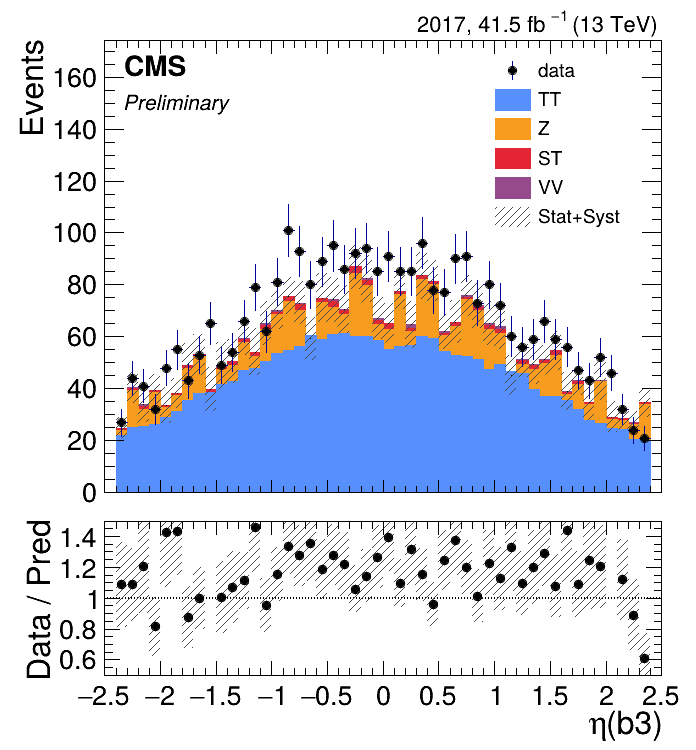 2017, 41.5 fb⁻¹ (13 TeV)
Events
160
140
120
100
80
60
40
20
0
CMS
Preliminary
data
TT
Z
ST
VV
Stat+Syst
Data / Pred
1.4
1.2
1
0.8
0.6
−2.5 −2 −1.5 −1 −0.5 0 0.5 1 1.5 2 2.5
η(b3)